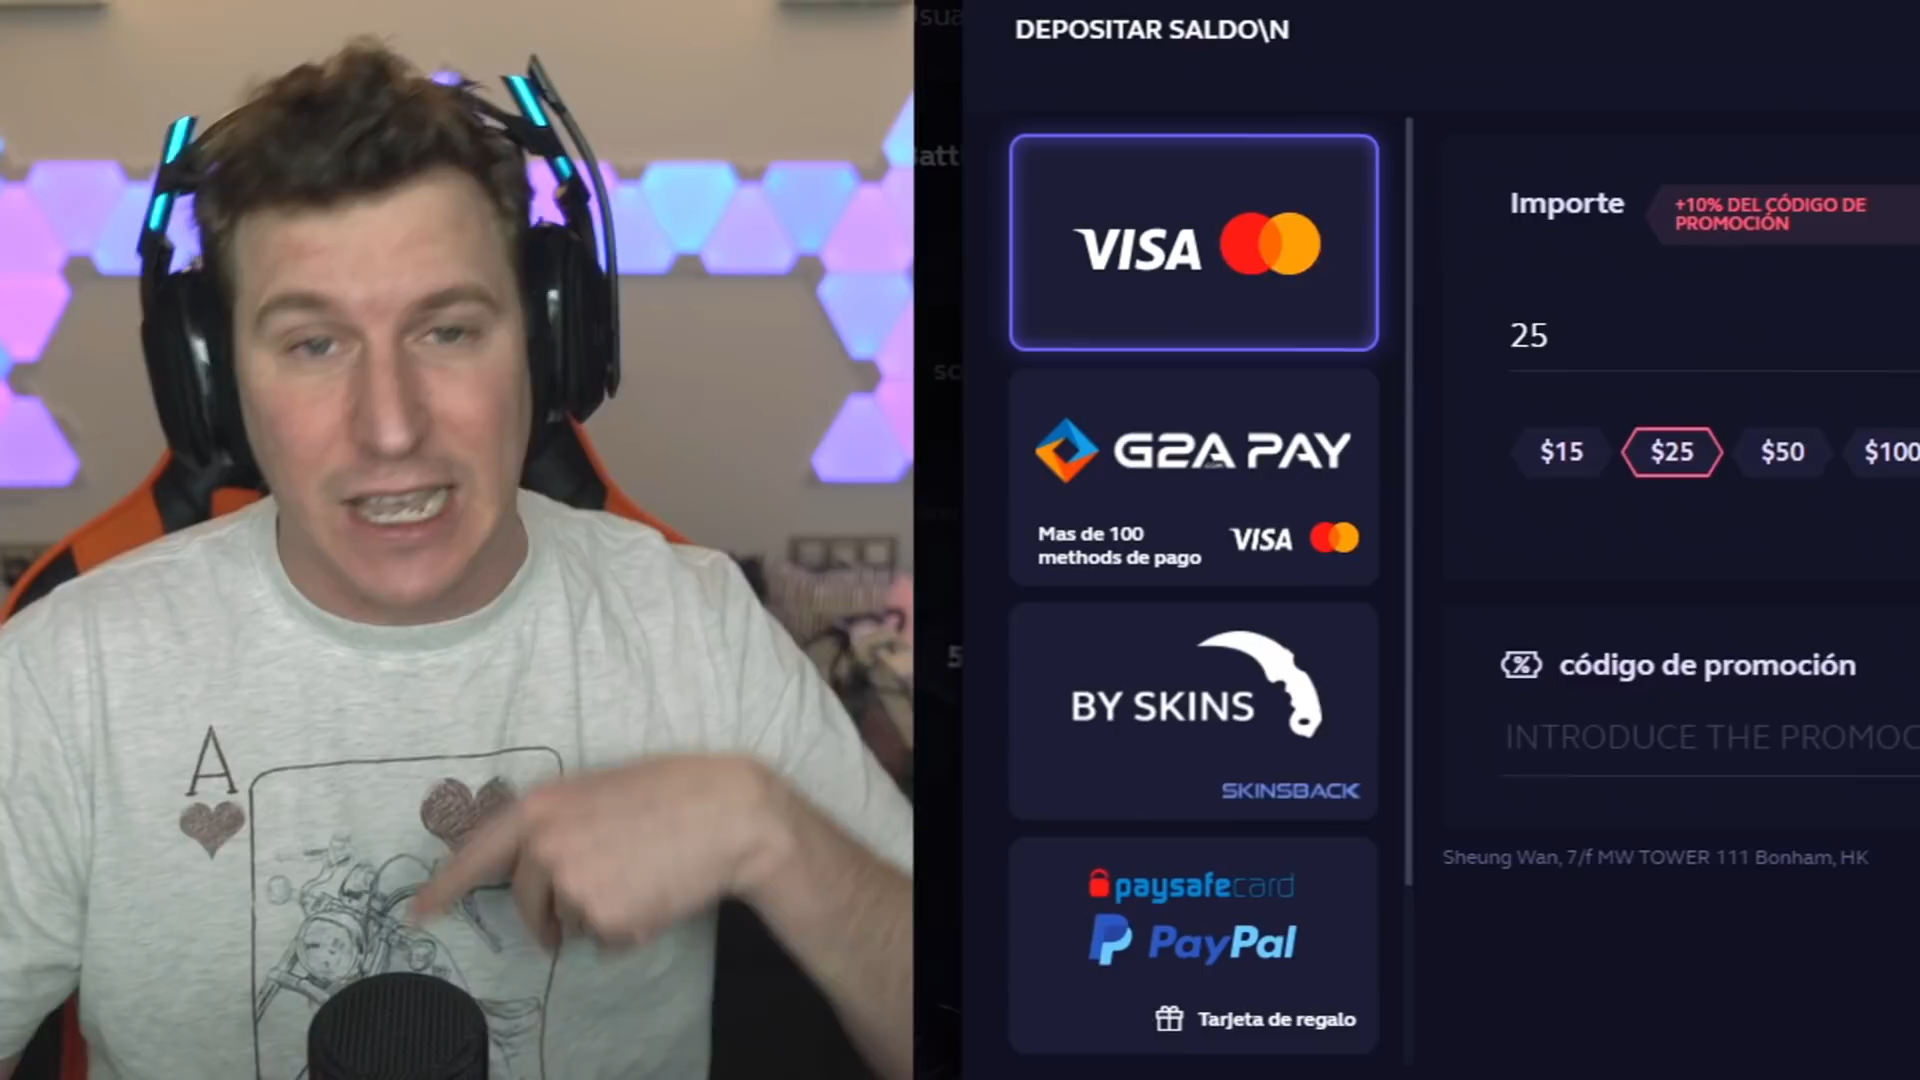 DEPOSITAR SALDO\N
VISA
G2A PAY
Mas de 100
methods de pago
VISA
BY SKINS
SKINSBACK
paysafecard
PayPal
Tarjeta de regalo
Importe
+10% DEL CÓDIGO DE
PROMOCIÓN
25
$15
$25
$50
$100
código de promoción
INTRODUCE THE PROMOC
Sheung Wan, 7/f MW TOWER 111 Bonham, HK
A